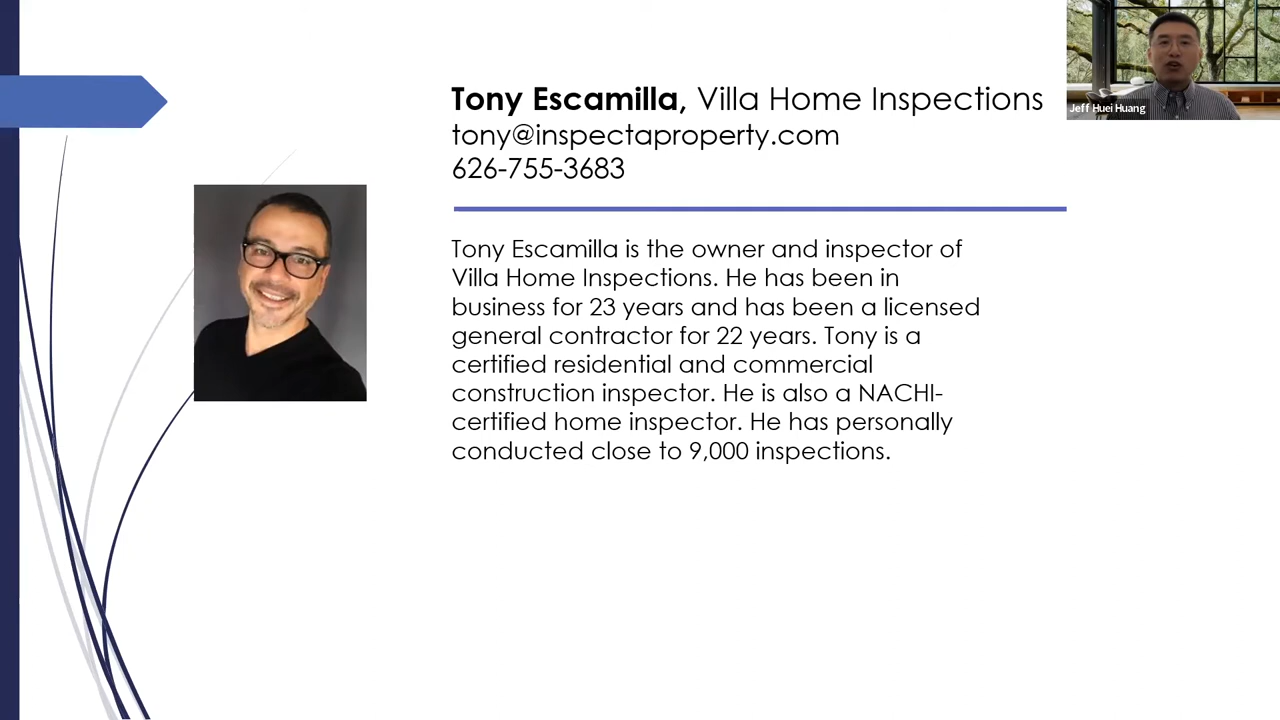 Tony Escamilla, Villa Home Inspections
tony@inspectaproperty.com
626-755-3683
Tony Escamilla is the owner and inspector of
Villa Home Inspections. He has been in
business for 23 years and has been a licensed
general contractor for 22 years. Tony is a
certified residential and commercial
construction inspector. He is also a NACHI-
certified home inspector. He has personally
conducted close to 9,000 inspections.
Jeff Huei Huang